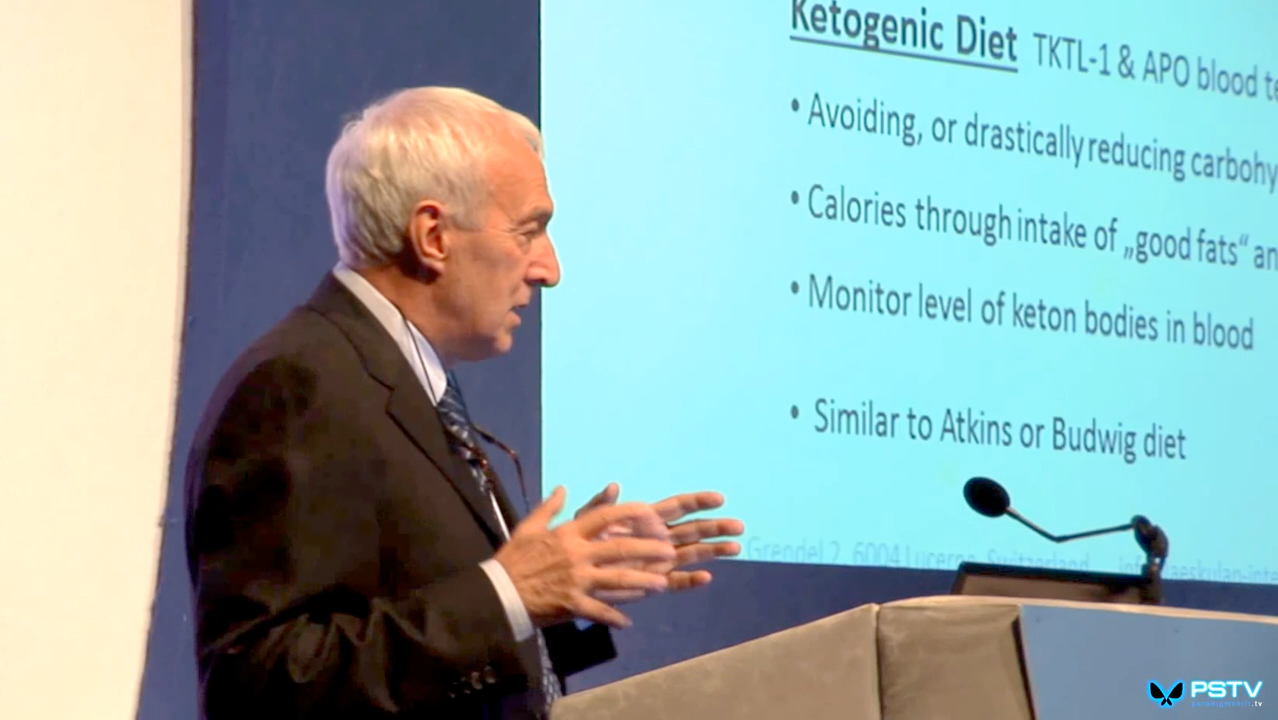 Ketogenic Diet TKTL-1 & APO blood te
• Avoiding, or drastically reducing carbohy
• Calories through intake of „good fats“ an
• Monitor level of keton bodies in blood
• Similar to Atkins or Budwig diet
Grendel 2, 6004 Lucerne, Switzerland
PSTV
paradigmshift.tv